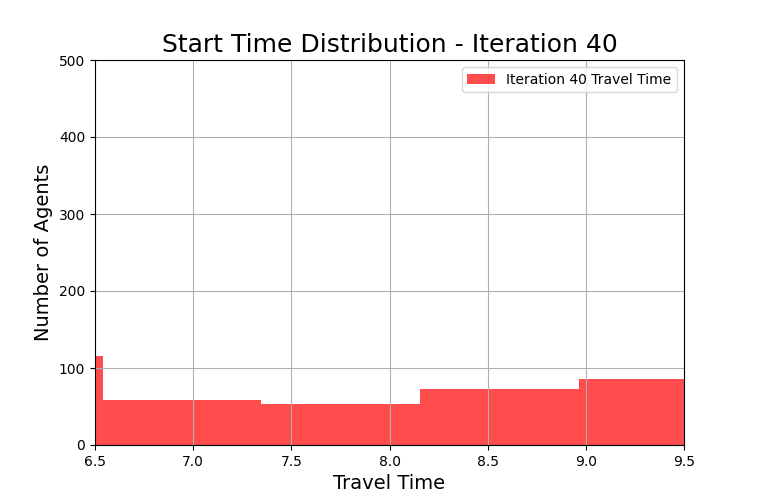 Start Time Distribution - Iteration 40
Iteration 40 Travel Time
500
400
300
200
100
0
Number of Agents
6.5 7.0 7.5 8.0 8.5 9.0 9.5
Travel Time